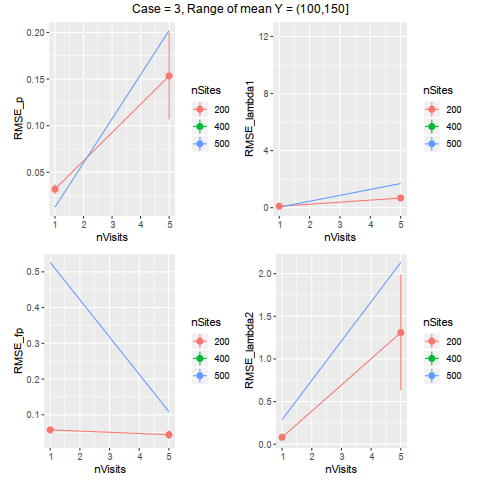 Case = 3, Range of mean Y = (100,150]
RMSE_p
0.20
0.15
0.10
0.05
1 2 3 4 5
nVisits
nSites
200
400
500
RMSE_lambda1
12
8
4
0
1 2 3 4 5
nVisits
nSites
200
400
500
RMSE_fp
0.5
0.4
0.3
0.2
0.1
1 2 3 4 5
nVisits
nSites
200
400
500
RMSE_lambda2
2.0
1.5
1.0
0.5
0.0
1 2 3 4 5
nVisits
nSites
200
400
500